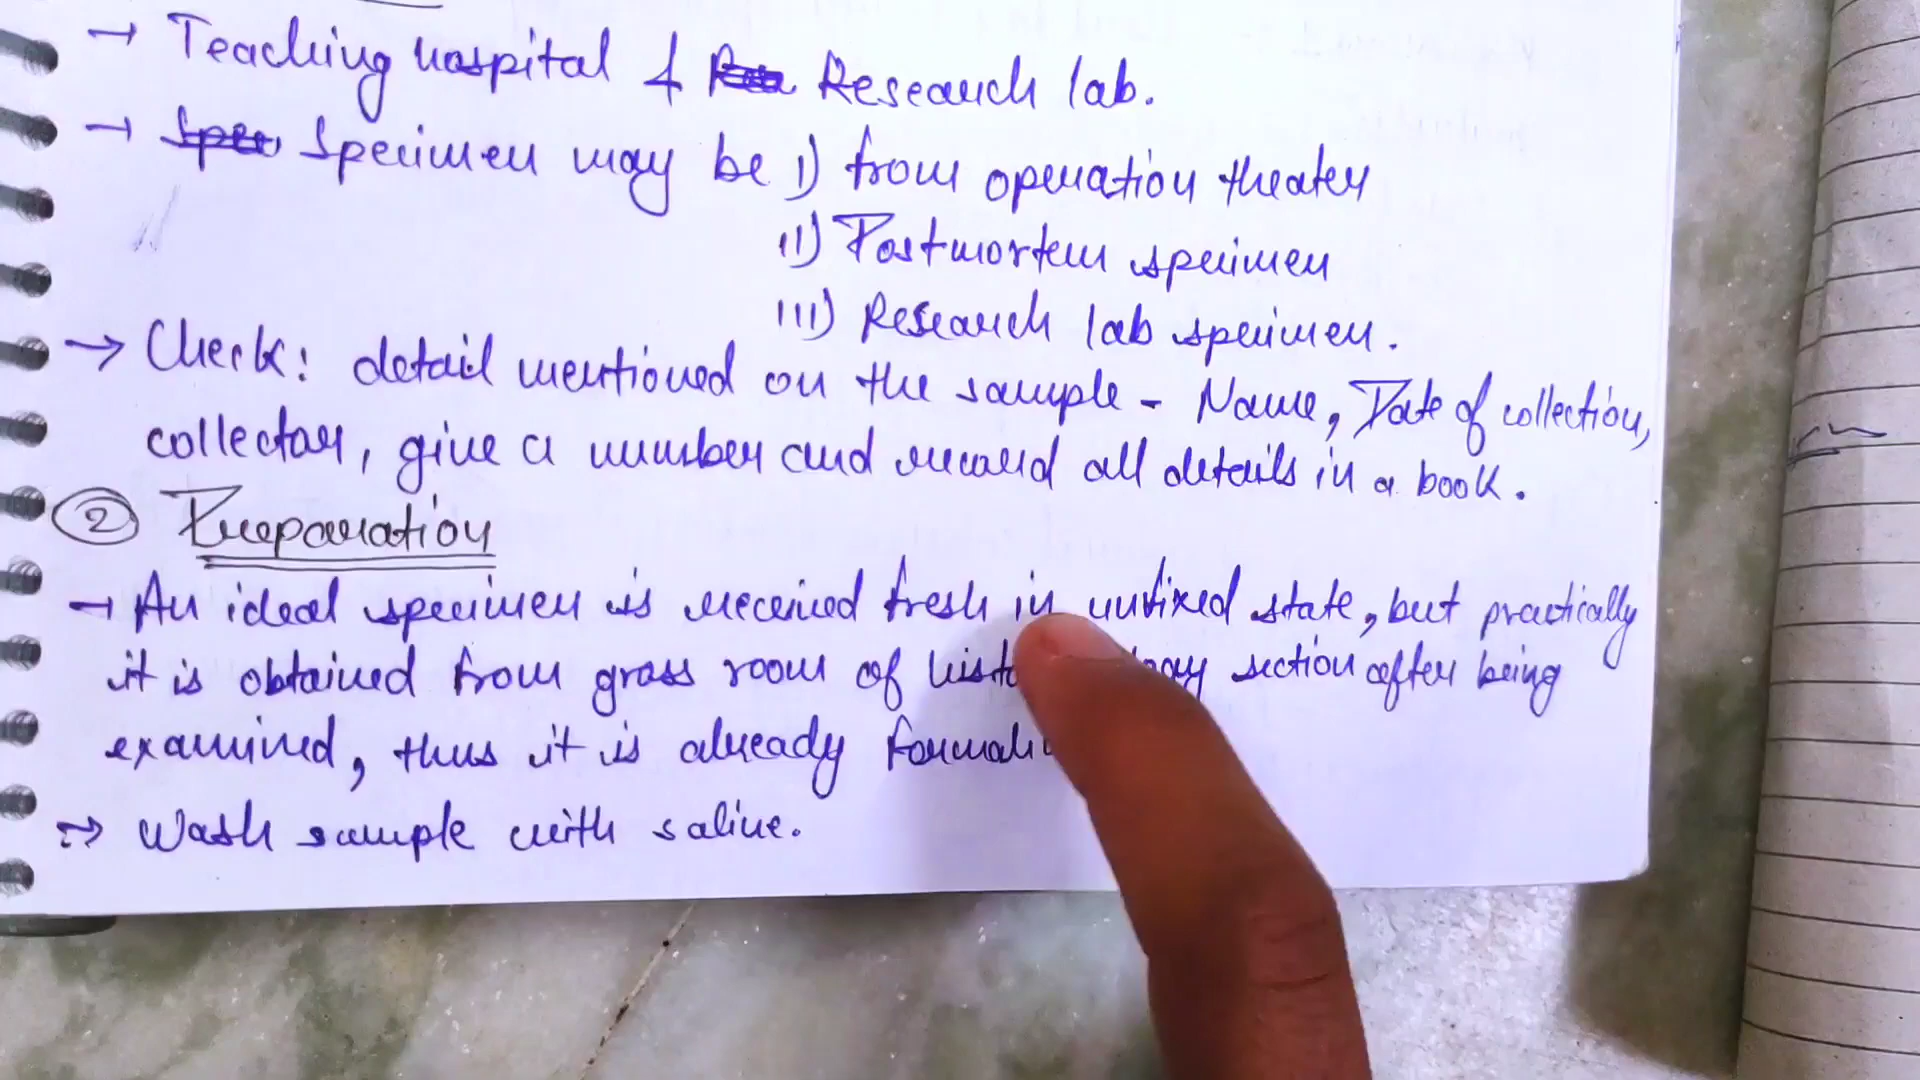 → Teaching hospital & Research lab.
→ Specimen may be I) from operation theater
II) Postmortem specimen
III) Research lab specimen.
→ Check: detail mentioned on the sample - Name, Date of collection,
collector, give a number and record all details in a book.
② Preparation
→ An ideal specimen is received fresh in unfixed state, but practically
it is obtained from gross room of section after being
examined, thus it is already
→ Wash sample with saline.